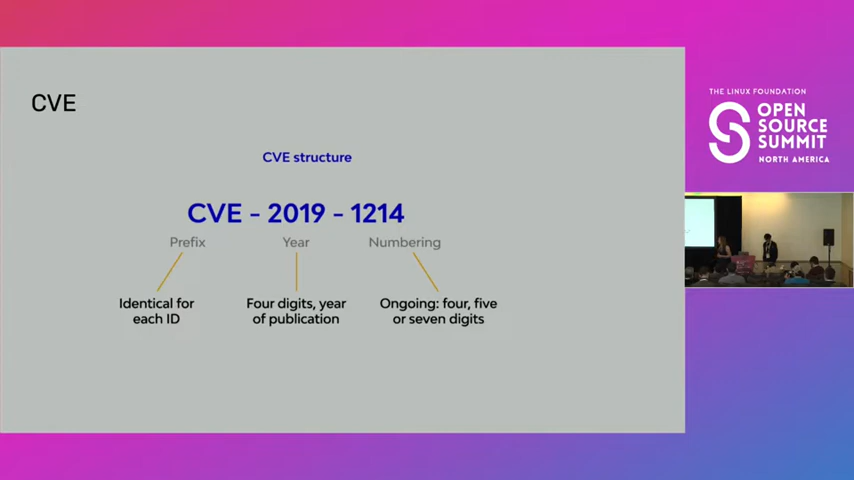 CVE
CVE structure
CVE - 2019 - 1214
Prefix
Year
Numbering
Identical for
each ID
Four digits, year
of publication
Ongoing: four, five
or seven digits
THE LINUX FOUNDATION
OPEN
SOURCE
SUMMIT
NORTH AMERICA